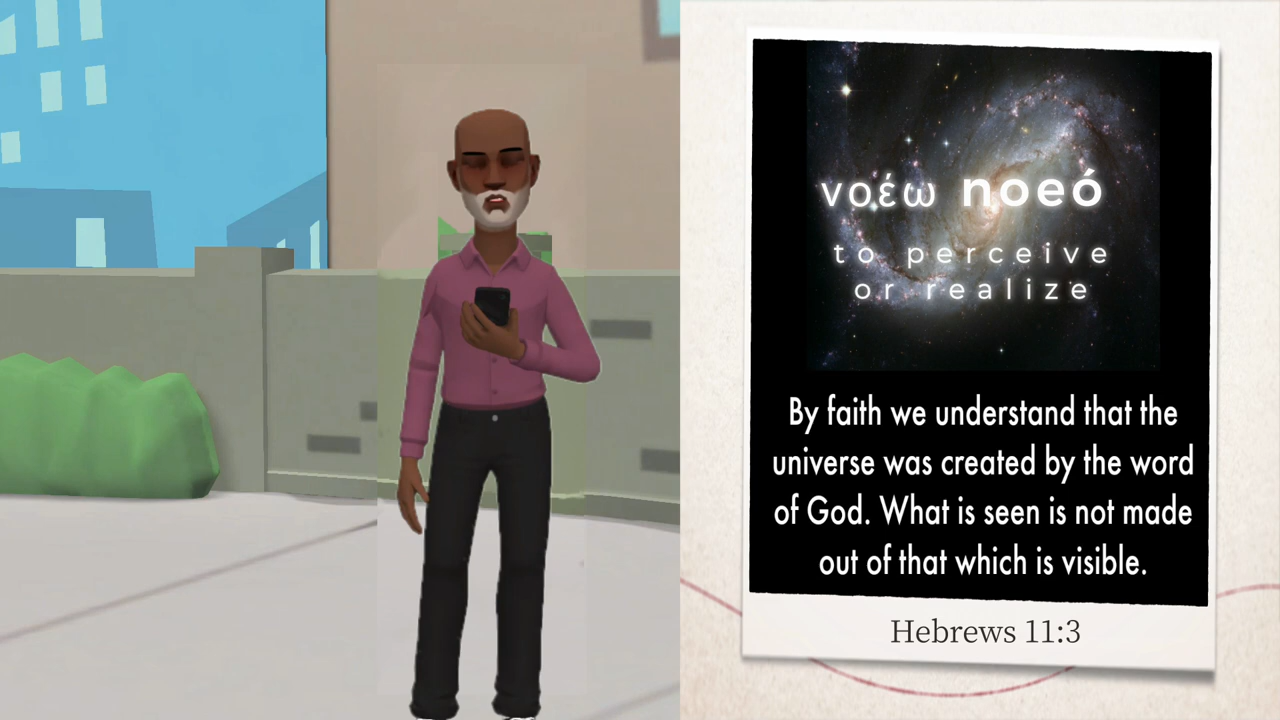 νοέω noeó
to perceive
or realize
By faith we understand that the
universe was created by the word
of God. What is seen is not made
out of that which is visible.
Hebrews 11:3